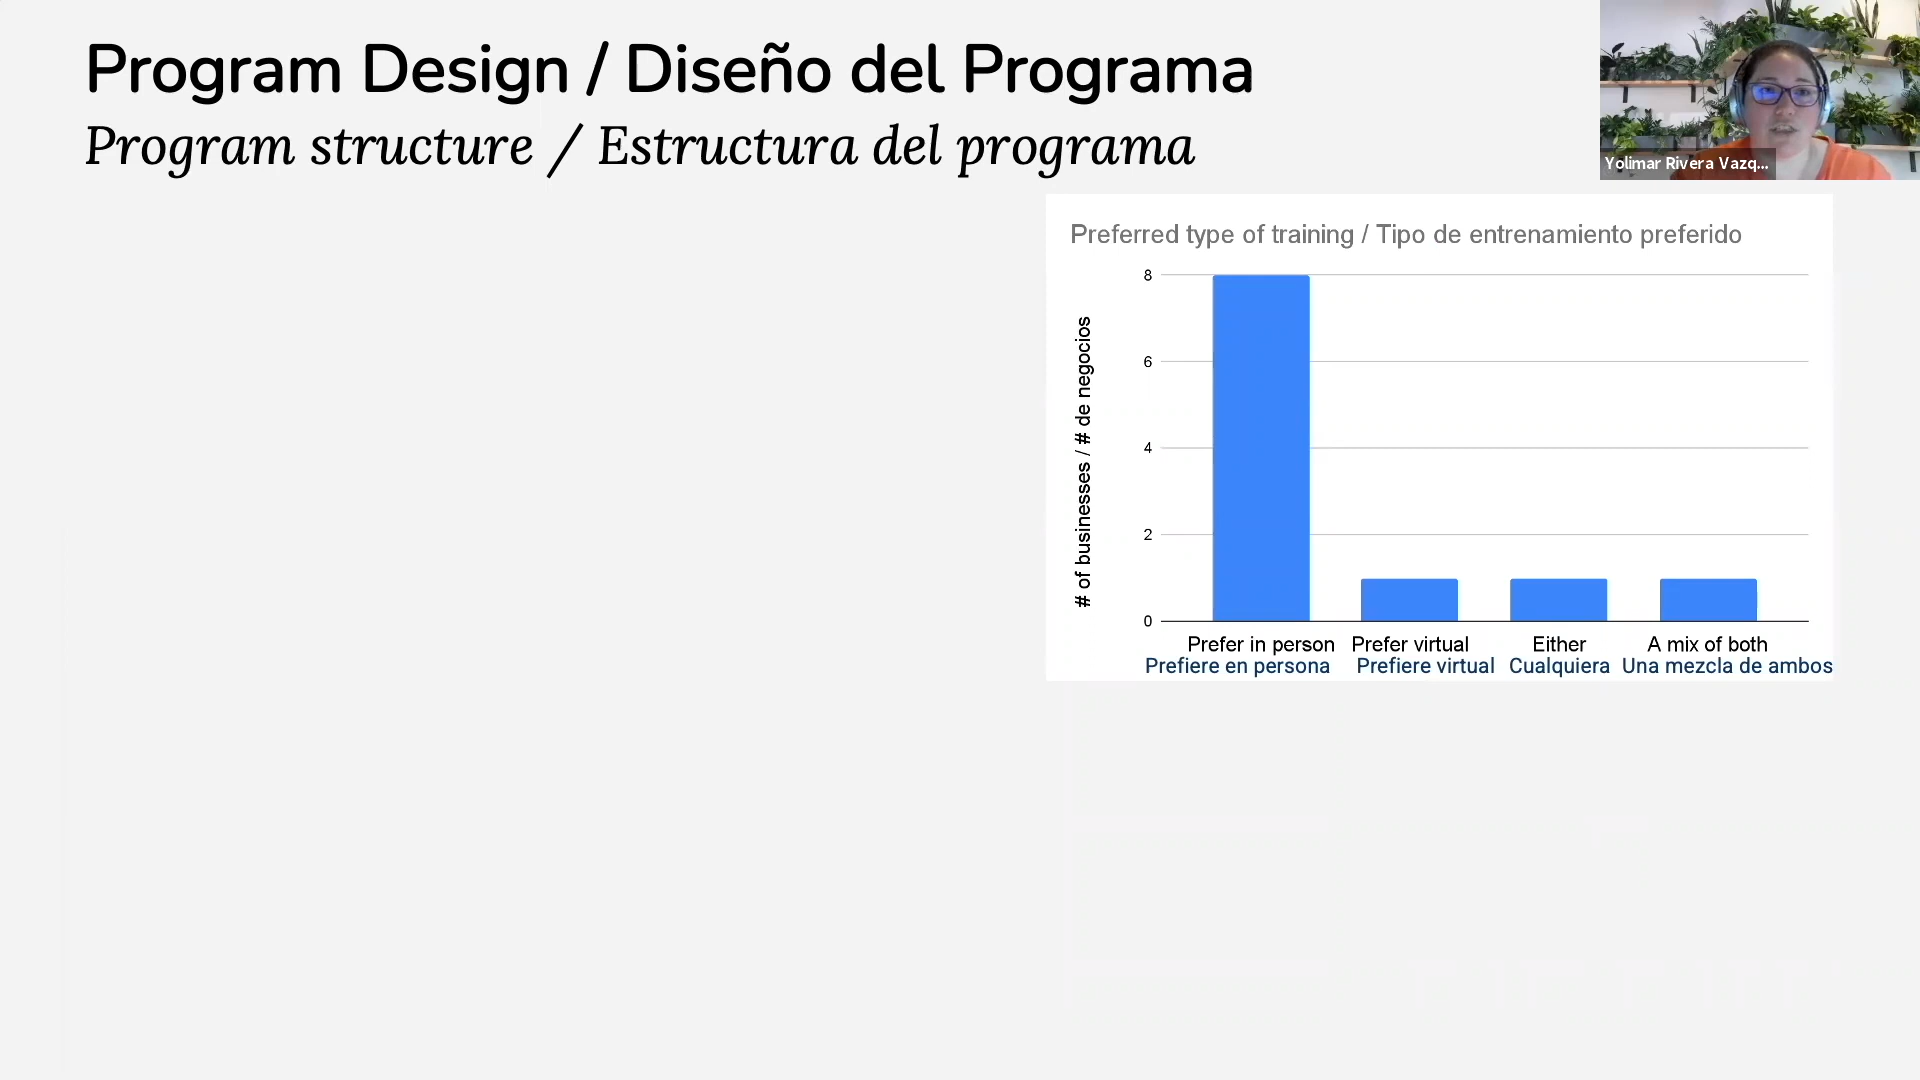 Program Design / Diseño del Programa
Program structure / Estructura del programa
Yolimar Rivera Vazq...
Preferred type of training / Tipo de entrenamiento preferido
# of businesses / # de negocios
8
6
4
2
0
Prefer in person Prefer virtual Either A mix of both
Prefiere en persona Prefiere virtual Cualquiera Una mezcla de ambos